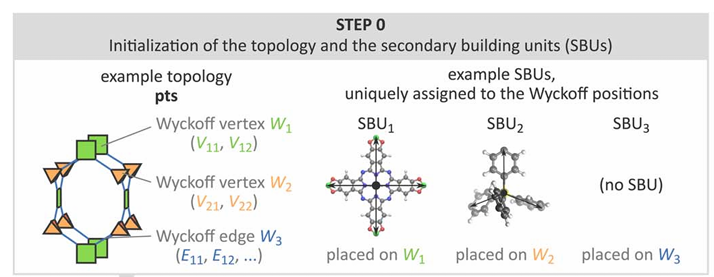 STEP 0
Initialization of the topology and the secondary building units (SBUs)
example topology
pts
Wyckoff vertex W₁
(V₁₁, V₁₂)
Wyckoff vertex W₂
(V₂₁, V₂₂)
Wyckoff edge W₃
(E₁₁, E₁₂, ...)
example SBUs,
uniquely assigned to the Wyckoff positions
SBU₁ SBU₂ SBU₃
(no SBU)
placed on W₁ placed on W₂ placed on W₃